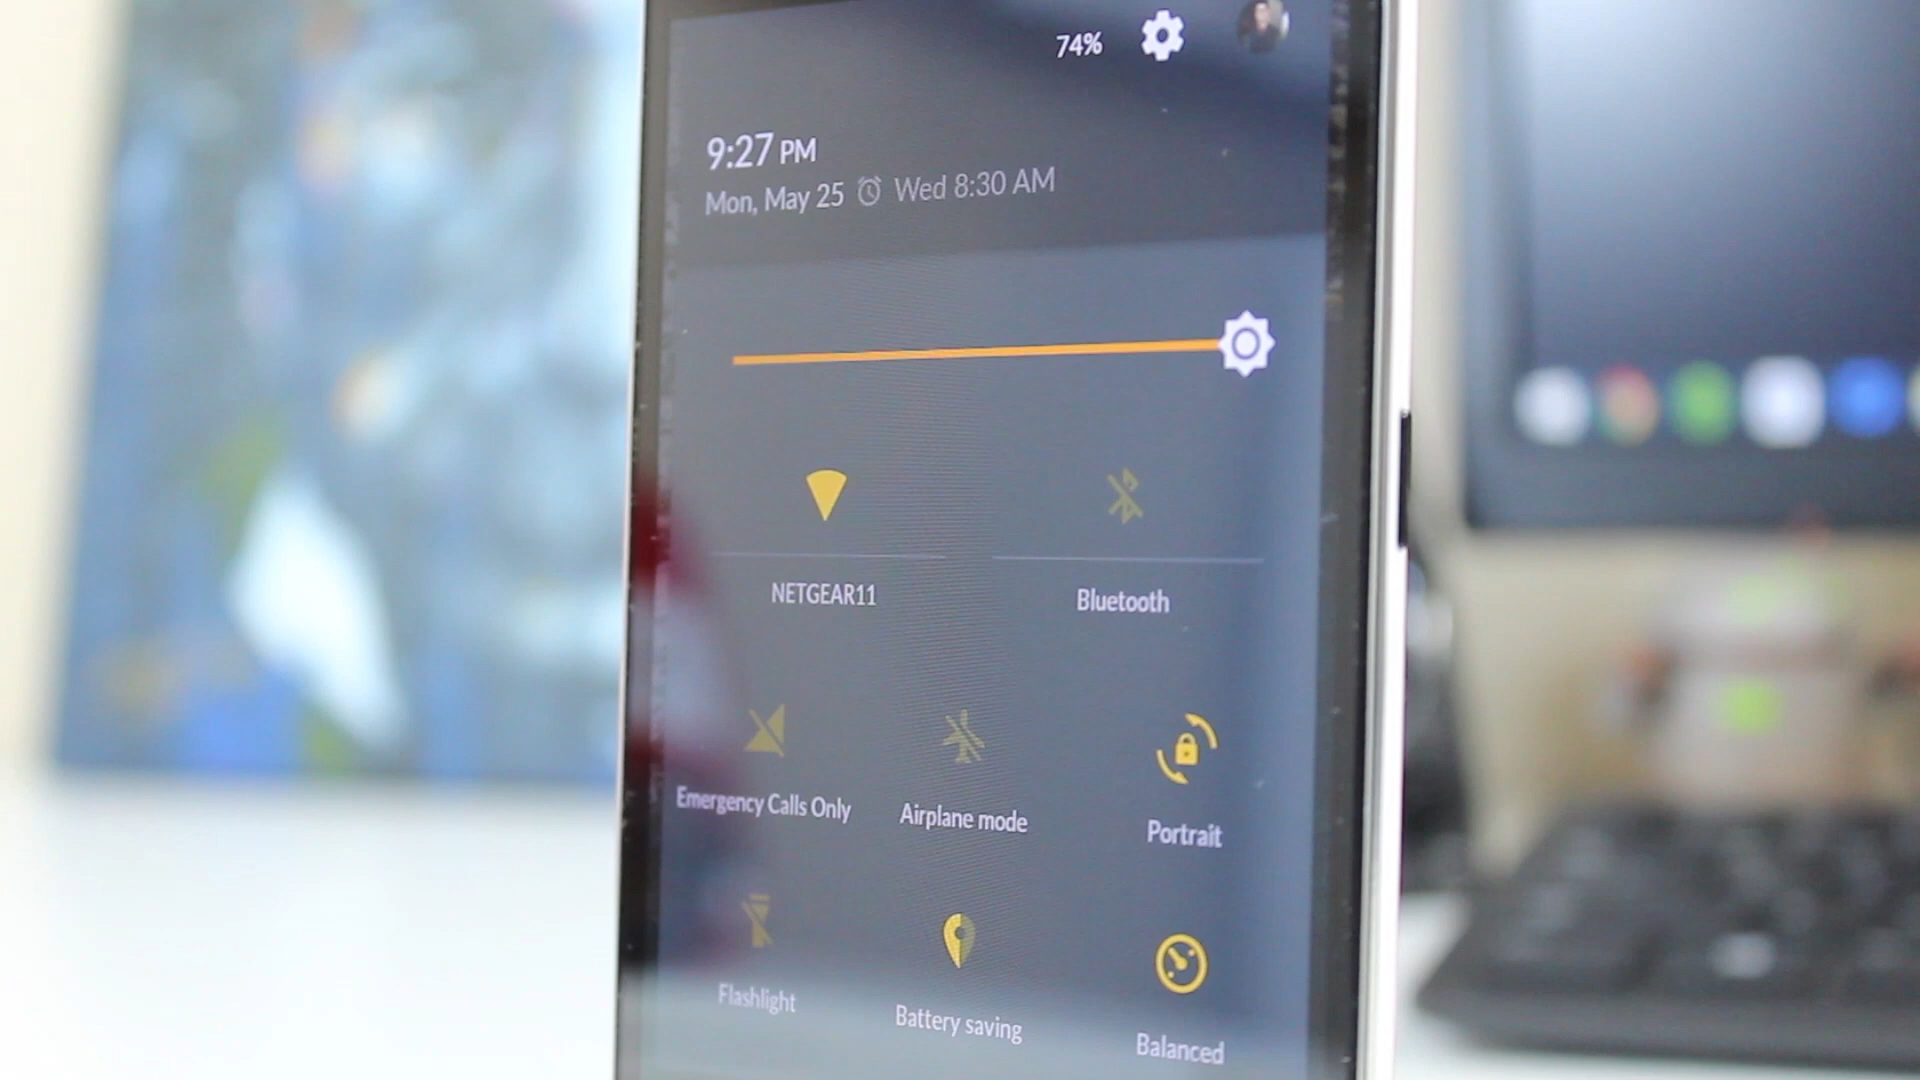 74%
9:27 PM
Mon, May 25 Wed 8:30 AM
NETGEAR11
Bluetooth
Emergency Calls Only
Airplane mode
Portrait
Flashlight
Battery saving
Balanced